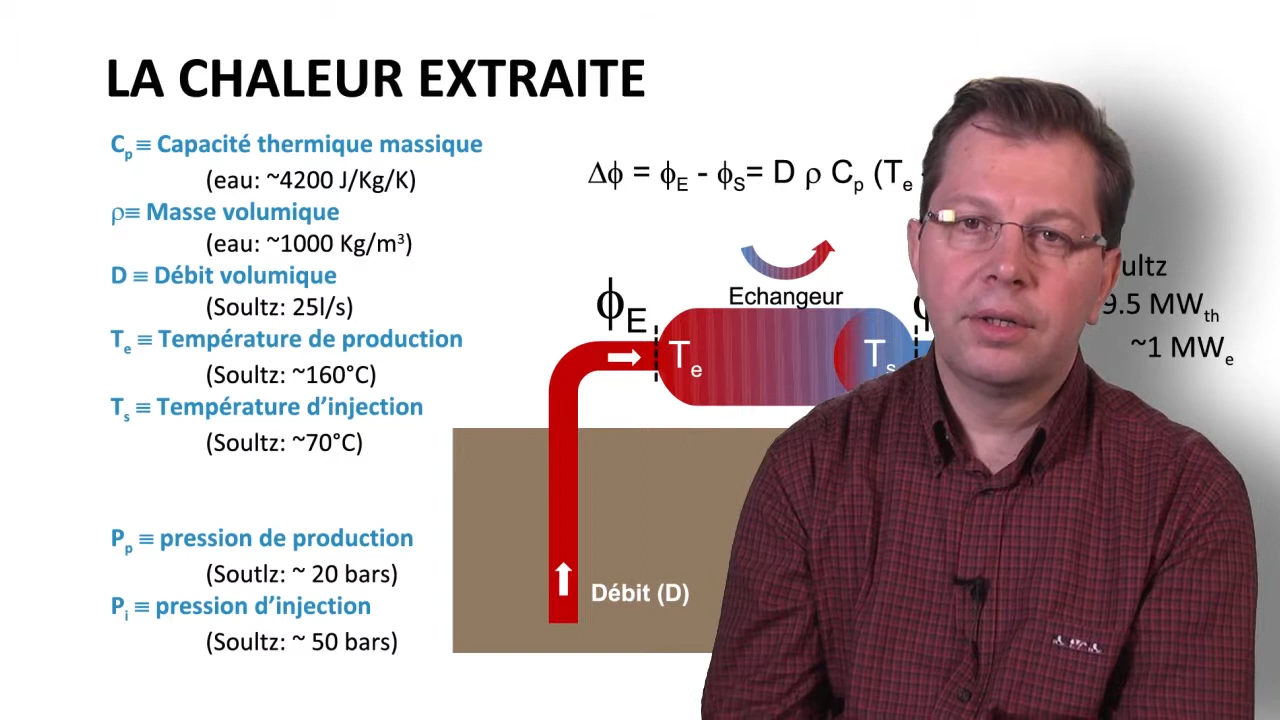 LA CHALEUR EXTRAITE
Cp ≡ Capacité thermique massique
(eau: ~4200 J/Kg/K)
ρ≡ Masse volumique
(eau: ~1000 Kg/m³)
D ≡ Débit volumique
(Soultz: 25l/s)
Te ≡ Température de production
(Soultz: ~160°C)
Ts ≡ Température d'injection
(Soultz: ~70°C)
Pp ≡ pression de production
(Soutlz: ~ 20 bars)
Pi ≡ pression d'injection
(Soultz: ~ 50 bars)
Δϕ = ϕE - ϕS= D ρ Cp (Te
Echangeur
ϕE
Te
Ts
Débit (D)
9.5 MWth
~1 MWe